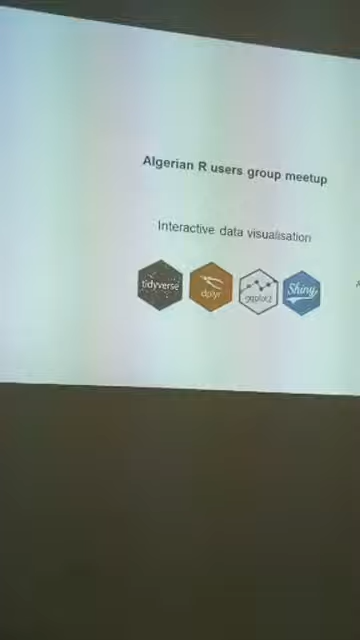 Algerian R users group meetup
Interactive data visualisation
tidyverse
dplyr
ggplot2
Shiny